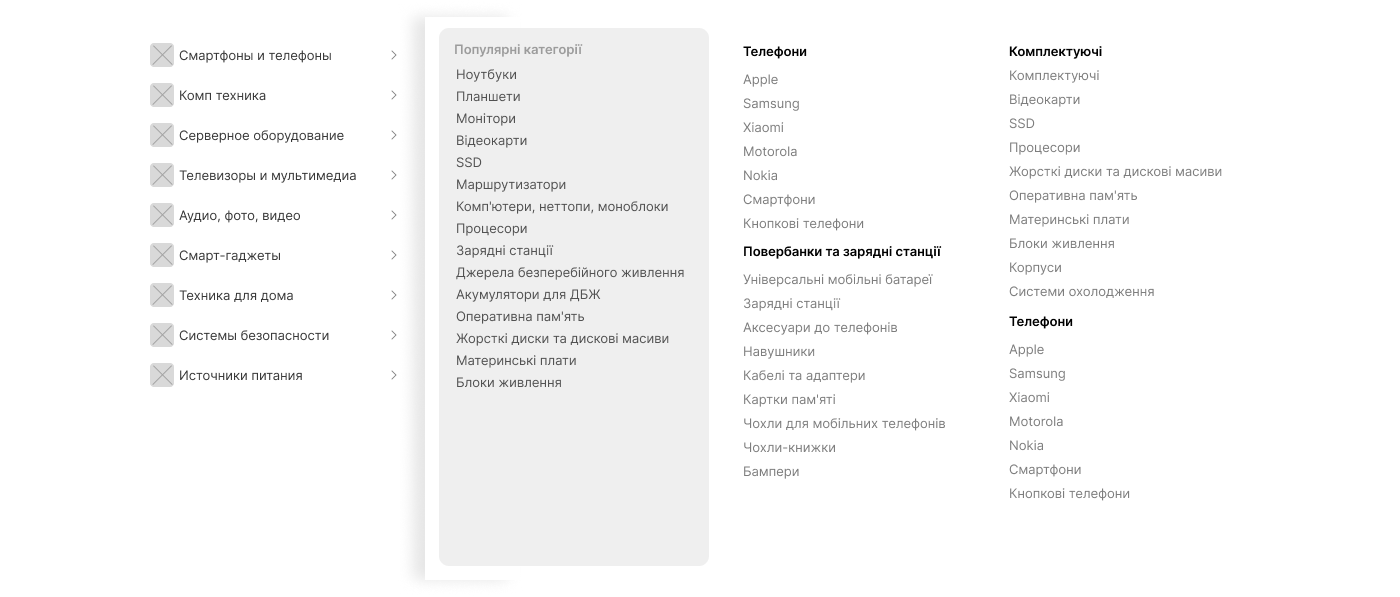 Смартфоны и телефоны
Комп техника
Серверное оборудование
Телевизоры и мультимедиа
Аудио, фото, видео
Смарт-гаджеты
Техника для дома
Системы безопасности
Источники питания
Популярні категорії
Ноутбуки
Планшети
Монітори
Відеокарти
SSD
Маршрутизатори
Комп'ютери, неттопи, моноблоки
Процесори
Зарядні станції
Джерела безперебійного живлення
Акумулятори для ДБЖ
Оперативна пам'ять
Жорсткі диски та дискові масиви
Материнські плати
Блоки живлення
Телефони
Apple
Samsung
Xiaomi
Motorola
Nokia
Смартфони
Кнопкові телефони
Повербанки та зарядні станції
Універсальні мобільні батареї
Зарядні станції
Аксесуари до телефонів
Навушники
Кабелі та адаптери
Картки пам'яті
Чохли для мобільних телефонів
Чохли-книжки
Бампери
Комплектуючі
Комплектуючі
Відеокарти
SSD
Процесори
Жорсткі диски та дискові масиви
Оперативна пам'ять
Материнські плати
Блоки живлення
Корпуси
Системи охолодження
Телефони
Apple
Samsung
Xiaomi
Motorola
Nokia
Смартфони
Кнопкові телефони